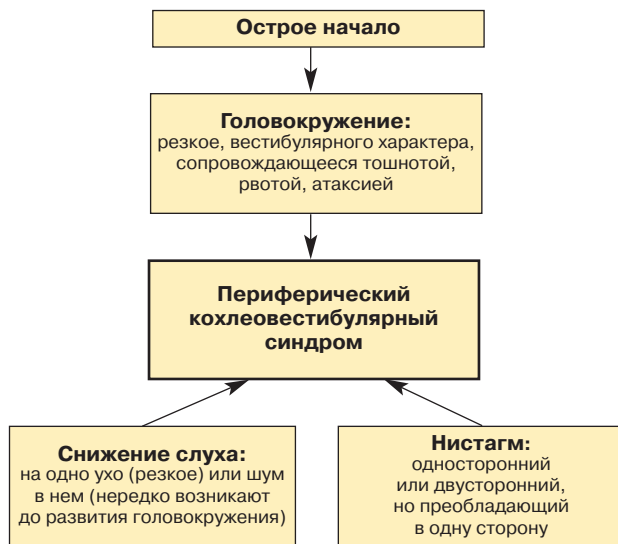 Острое начало
Головокружение:
резкое, вестибулярного характера,
сопровождающееся тошнотой,
рвотой, атаксией
Периферический
кохлеовестибулярный
синдром
Снижение слуха:
на одно ухо (резкое) или шум
в нем (нередко возникают
до развития головокружения)
Нистагм:
односторонний
или двусторонний,
но преобладающий
в одну сторону